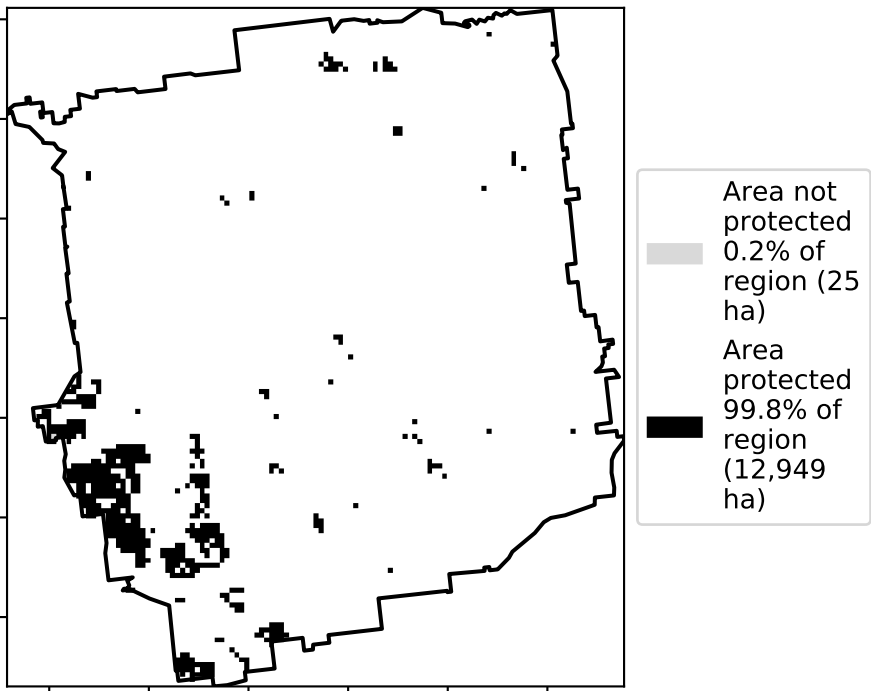 Area not
protected
0.2% of
region (25
ha)
Area
protected
99.8% of
region
(12,949
ha)